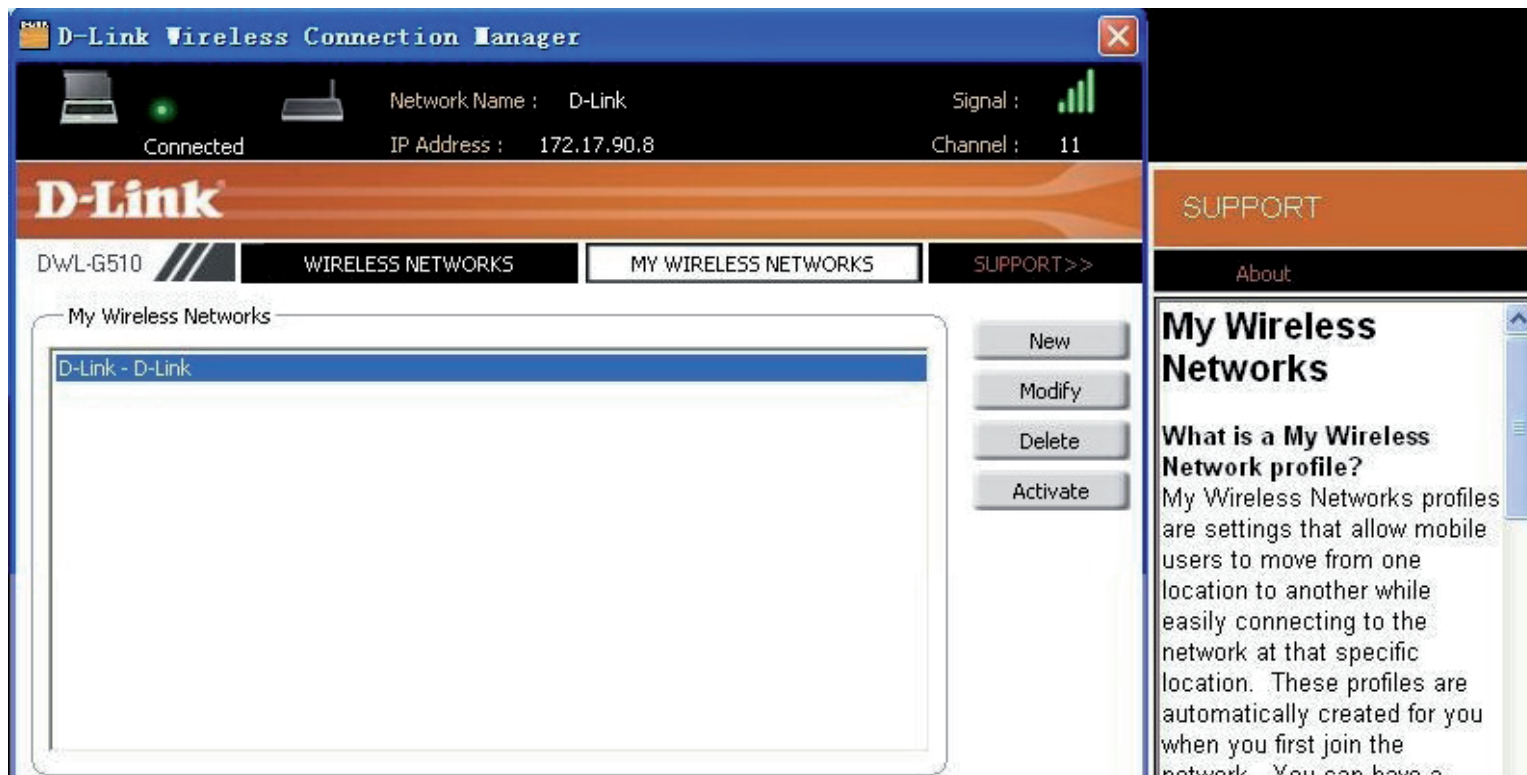 D-Link Wireless Connection Manager
Network Name : D-Link
Signal :
Connected
IP Address : 172.17.90.8
Channel : 11
D-Link
DWL-G510
WIRELESS NETWORKS
MY WIRELESS NETWORKS
SUPPORT>>
My Wireless Networks
D-Link - D-Link
New
Modify
Delete
Activate
SUPPORT
About
My Wireless
Networks
What is a My Wireless
Network profile?
My Wireless Networks profiles
are settings that allow mobile
users to move from one
location to another while
easily connecting to the
network at that specific
location. These profiles are
automatically created for you
when you first join the
network. You can have a